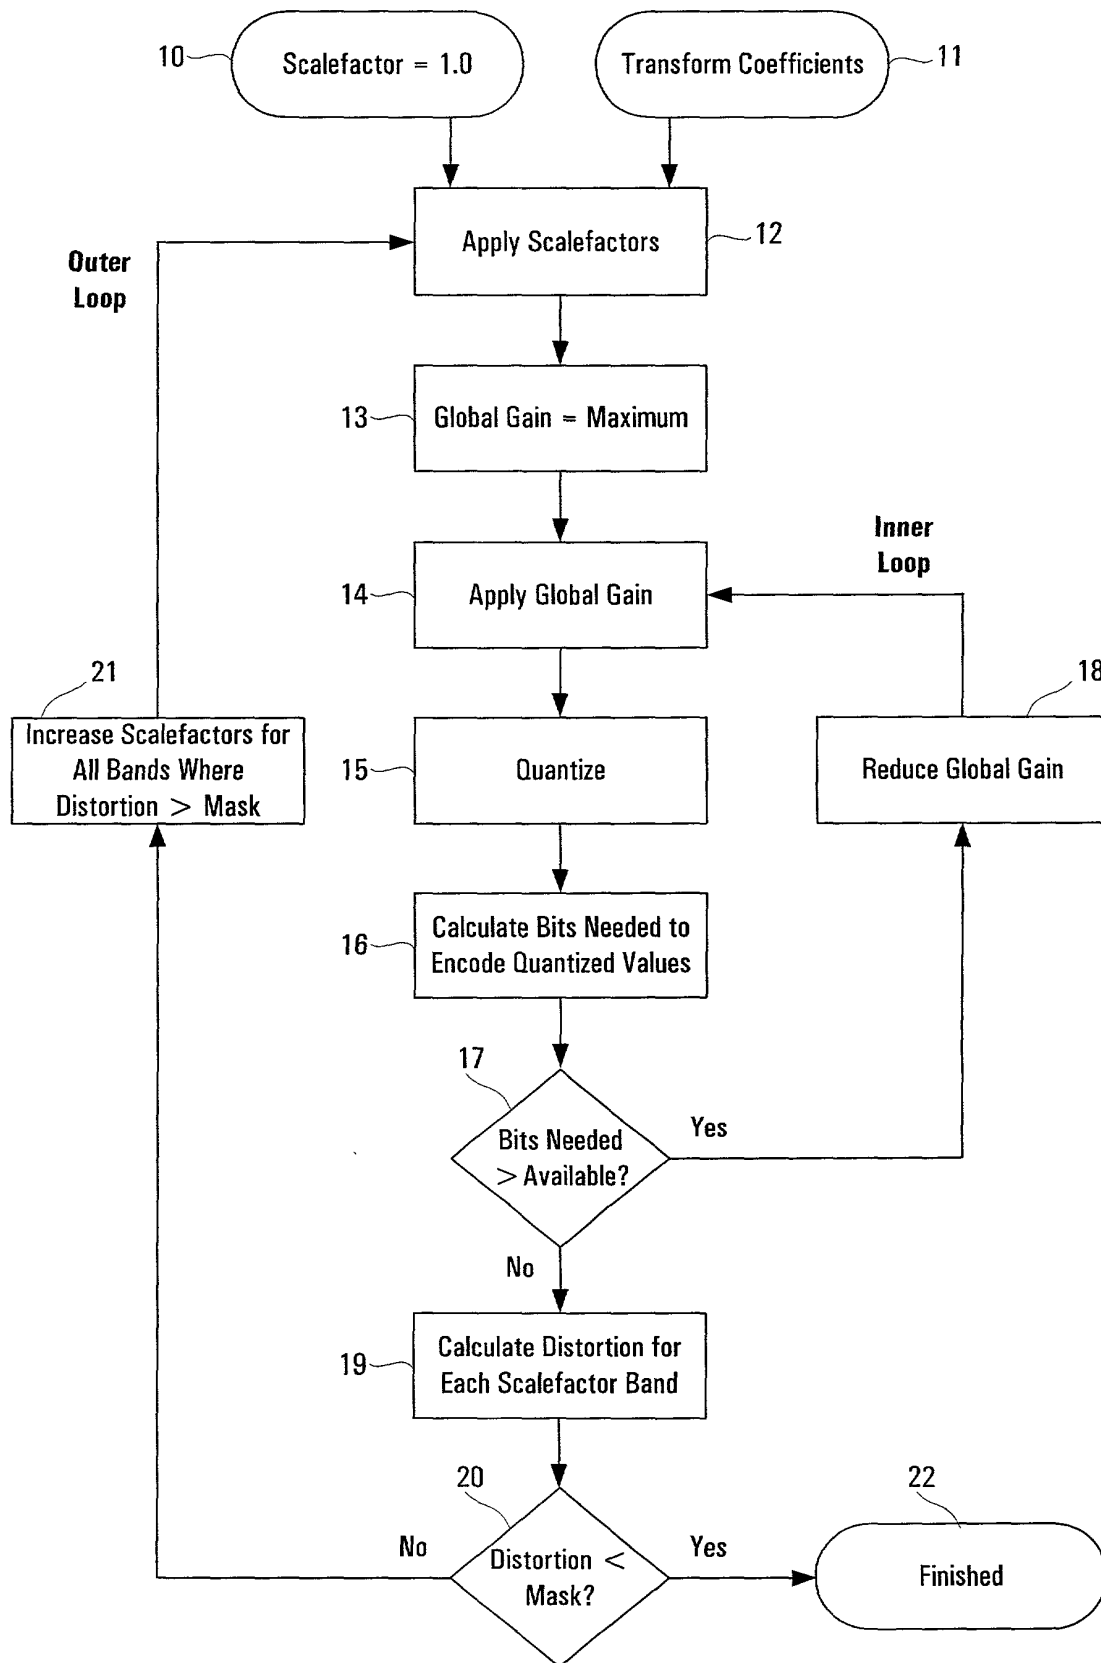 10
Scalefactor = 1.0
Transform Coefficients
11
Apply Scalefactors
12
Outer
Loop
13
Global Gain = Maximum
Inner
Loop
14
Apply Global Gain
21
Increase Scalefactors for
All Bands Where
Distortion > Mask
15
Quantize
18
Reduce Global Gain
16
Calculate Bits Needed to
Encode Quantized Values
17
Bits Needed
> Available?
Yes
No
19
Calculate Distortion for
Each Scalefactor Band
20
No
Distortion <
Mask?
Yes
22
Finished